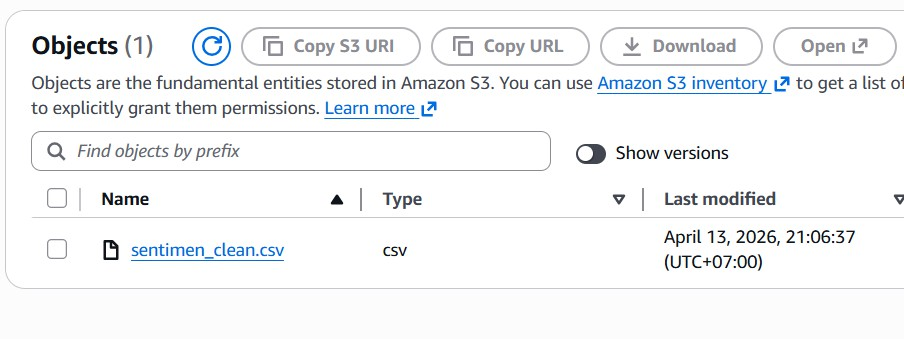 Objects (1)
Copy S3 URI
Copy URL
Download
Open
Objects are the fundamental entities stored in Amazon S3. You can use Amazon S3 inventory to get a list of
to explicitly grant them permissions. Learn more
Find objects by prefix
Show versions
Name
Type
Last modified
sentimen_clean.csv
csv
April 13, 2026, 21:06:37
(UTC+07:00)